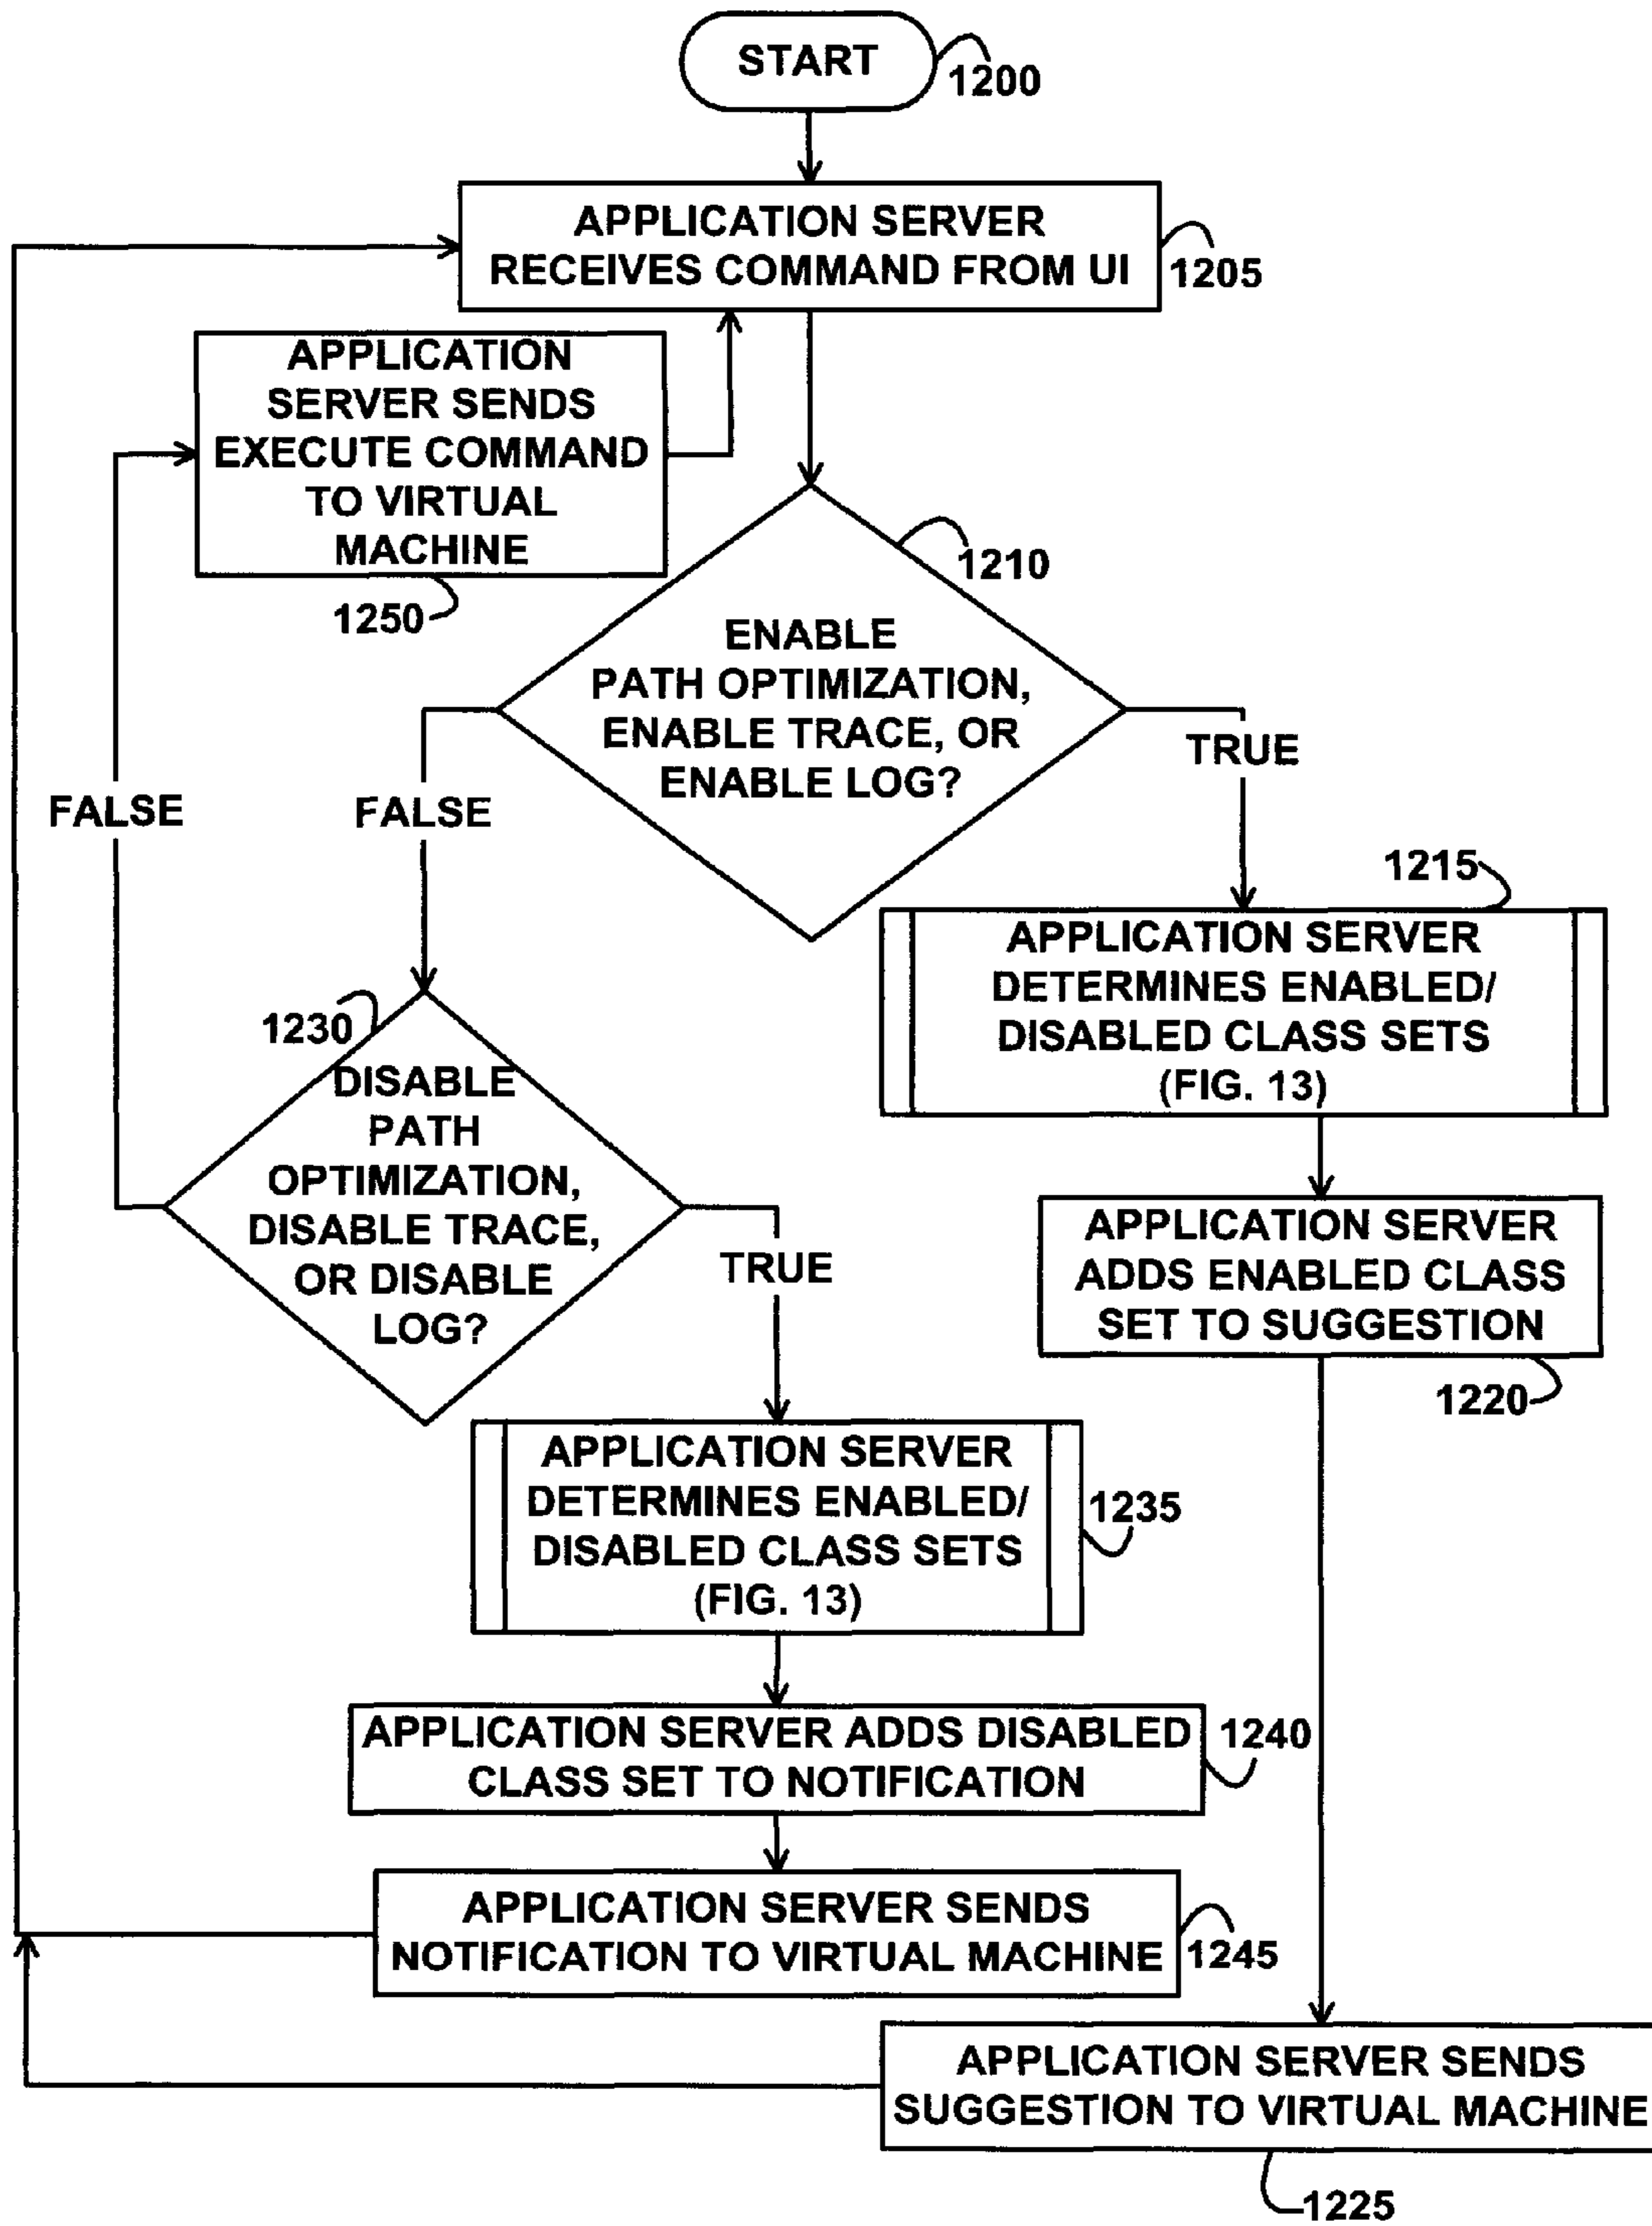 START
1200
APPLICATION SERVER
RECEIVES COMMAND FROM UI
1205
APPLICATION
SERVER SENDS
EXECUTE COMMAND
TO VIRTUAL
MACHINE
1250
1210
ENABLE
PATH OPTIMIZATION,
ENABLE TRACE, OR
ENABLE LOG?
TRUE
FALSE
FALSE
1215
APPLICATION SERVER
DETERMINES ENABLED/
DISABLED CLASS SETS
(FIG. 13)
1230
DISABLE
PATH
OPTIMIZATION,
DISABLE TRACE,
OR DISABLE
LOG?
TRUE
APPLICATION SERVER
ADDS ENABLED CLASS
SET TO SUGGESTION
1220
APPLICATION SERVER
DETERMINES ENABLED/
DISABLED CLASS SETS
(FIG. 13)
1235
APPLICATION SERVER ADDS DISABLED
CLASS SET TO NOTIFICATION
1240
APPLICATION SERVER SENDS
NOTIFICATION TO VIRTUAL MACHINE
1245
APPLICATION SERVER SENDS
SUGGESTION TO VIRTUAL MACHINE
1225